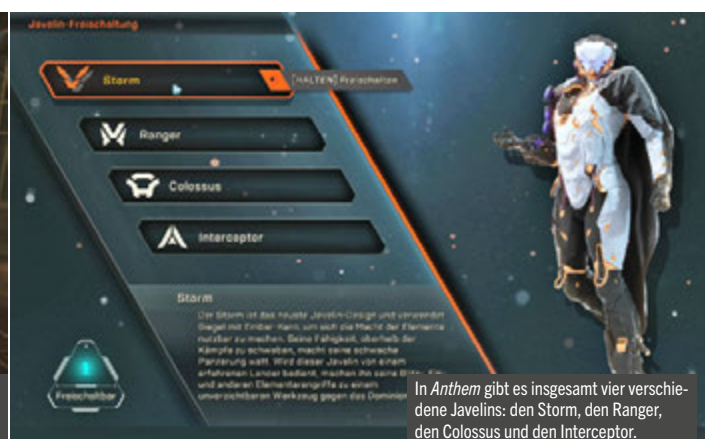 Javelin-Freischaltung
Storm
[HALTEN] Freischalten
Ranger
Colossus
Interceptor
Storm
Der Storm ist das neuste Javelin-Design und verwendet
Siegel mit Ember-Kern, um sich die Macht der Elemente
nutzbar zu machen. Seine Fähigkeit, oberhalb der
Kämpfe zu schweben, macht seine schwache
Panzerung wett. Wird dieser Javelin von einem
erfahrenen Lancer bedient, machen ihn seine
und anderen Elementarangriffe zu einem
unverzichtbaren Werkzeug gegen das Dominion
1
Freischaltbar
In Anthem gibt es insgesamt vier verschie-
dene Javelins: den Storm, den Ranger,
den Colossus und den Interceptor.